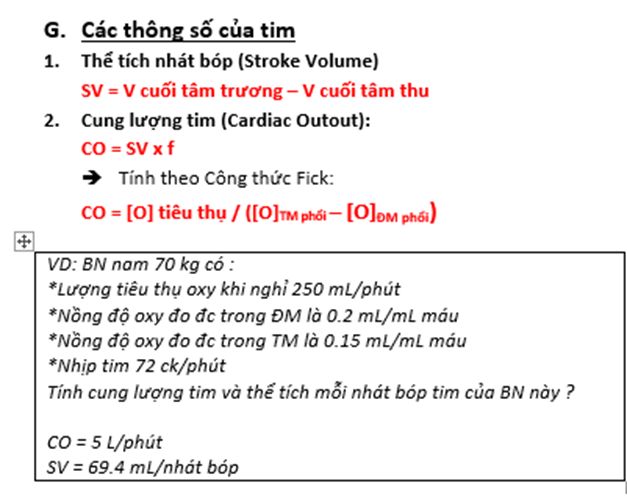 G. Các thông số của tim
1. Thể tích nhát bóp (Stroke Volume)
SV = V cuối tâm trương – V cuối tâm thu
2. Cung lượng tim (Cardiac Outout):
CO = SV x f
➔ Tính theo Công thức Fick:
CO = [O] tiêu thụ / ([O]TM phổi – [O]ĐM phổi)
VD: BN nam 70 kg có :
*Lượng tiêu thụ oxy khi nghỉ 250 mL/phút
*Nồng độ oxy đo đc trong ĐM là 0.2 mL/mL máu
*Nồng độ oxy đo đc trong TM là 0.15 mL/mL máu
*Nhịp tim 72 ck/phút
Tính cung lượng tim và thể tích mỗi nhát bóp tim của BN này ?
CO = 5 L/phút
SV = 69.4 mL/nhát bóp